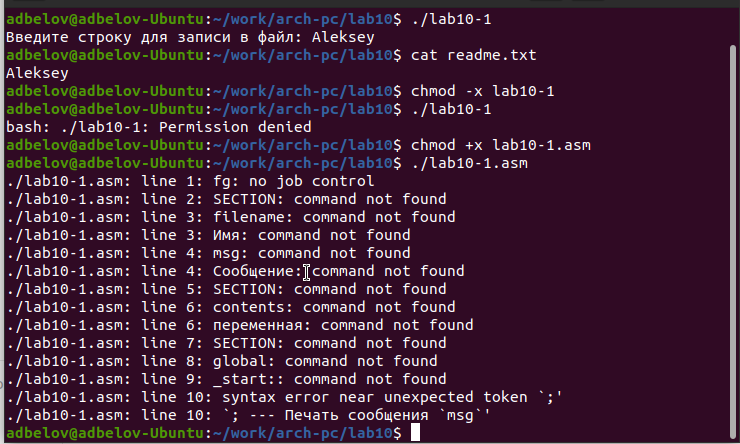 adbelov@adbelov-Ubuntu:~/work/arch-pc/lab10$ ./lab10-1
Введите строку для записи в файл: Aleksey
adbelov@adbelov-Ubuntu:~/work/arch-pc/lab10$ cat readme.txt
Aleksey
adbelov@adbelov-Ubuntu:~/work/arch-pc/lab10$ chmod -x lab10-1
adbelov@adbelov-Ubuntu:~/work/arch-pc/lab10$ ./lab10-1
bash: ./lab10-1: Permission denied
adbelov@adbelov-Ubuntu:~/work/arch-pc/lab10$ chmod +x lab10-1.asm
adbelov@adbelov-Ubuntu:~/work/arch-pc/lab10$ ./lab10-1.asm
./lab10-1.asm: line 1: fg: no job control
./lab10-1.asm: line 2: SECTION: command not found
./lab10-1.asm: line 3: filename: command not found
./lab10-1.asm: line 3: Имя: command not found
./lab10-1.asm: line 4: msg: command not found
./lab10-1.asm: line 4: Сообщение: command not found
./lab10-1.asm: line 5: SECTION: command not found
./lab10-1.asm: line 6: contents: command not found
./lab10-1.asm: line 6: переменная: command not found
./lab10-1.asm: line 7: SECTION: command not found
./lab10-1.asm: line 8: global: command not found
./lab10-1.asm: line 9: _start:: command not found
./lab10-1.asm: line 10: syntax error near unexpected token `;'
./lab10-1.asm: line 10: `; --- Печать сообщения `msg`'
adbelov@adbelov-Ubuntu:~/work/arch-pc/lab10$